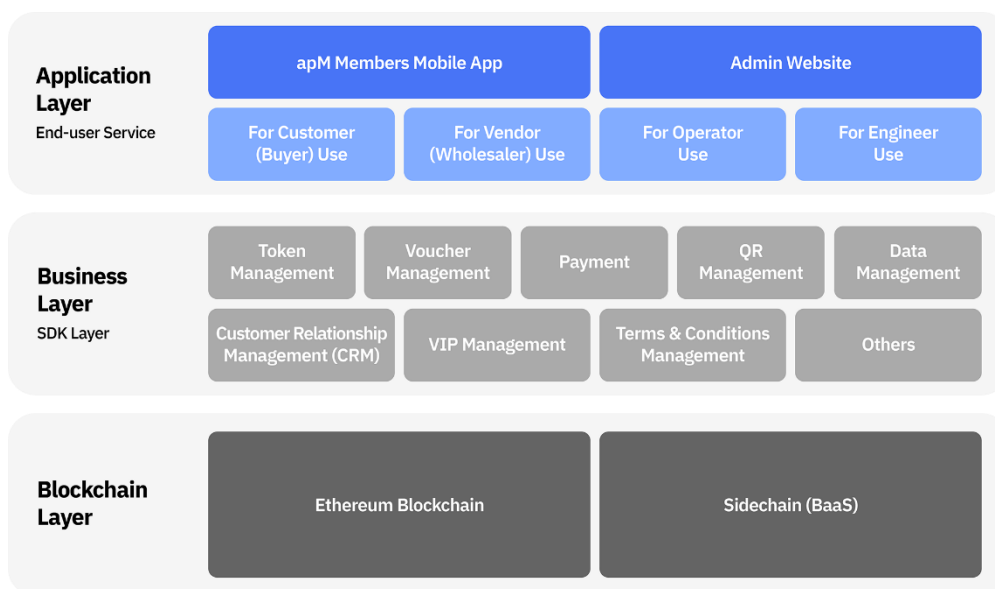 Application
Layer
End-user Service
apM Members Mobile App
Admin Website
For Customer
(Buyer) Use
For Vendor
(Wholesaler) Use
For Operator
Use
For Engineer
Use
Business
Layer
SDK Layer
Token
Management
Voucher
Management
Payment
QR
Management
Data
Management
Customer Relationship
Management (CRM)
VIP Management
Terms & Conditions
Management
Others
Blockchain
Layer
Ethereum Blockchain
Sidechain (BaaS)